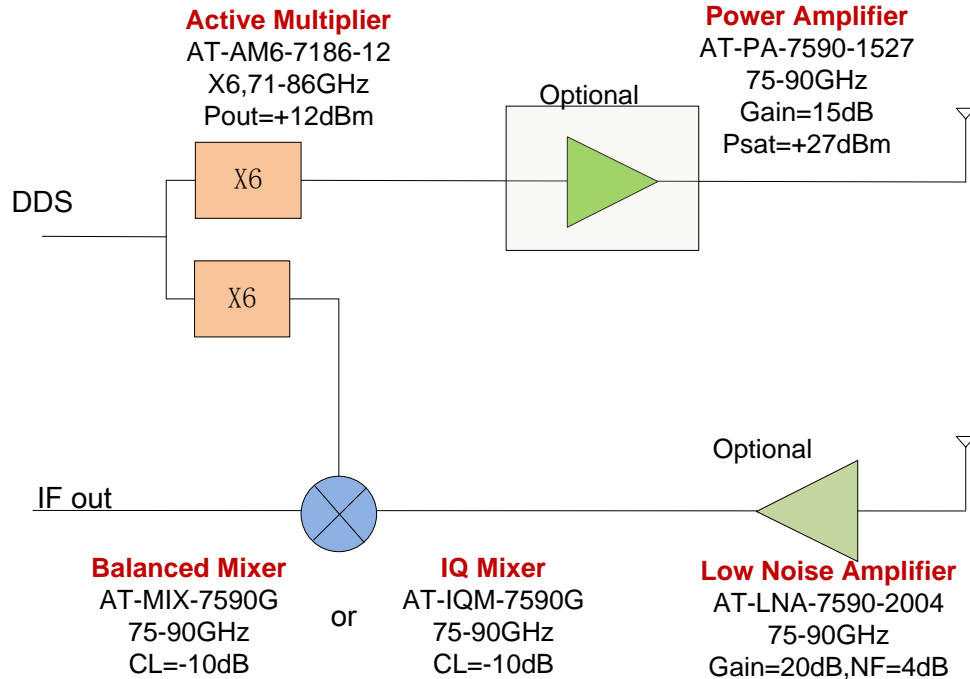 Active Multiplier
AT-AM6-7186-12
X6,71-86GHz
Pout=+12dBm
Power Amplifier
AT-PA-7590-1527
75-90GHz
Gain=15dB
Psat=+27dBm
Optional
X6
DDS
X6
Optional
IF out
Balanced Mixer
AT-MIX-7590G
75-90GHz
CL=-10dB
or
IQ Mixer
AT-IQM-7590G
75-90GHz
CL=-10dB
Low Noise Amplifier
AT-LNA-7590-2004
75-90GHz
Gain=20dB,NF=4dB